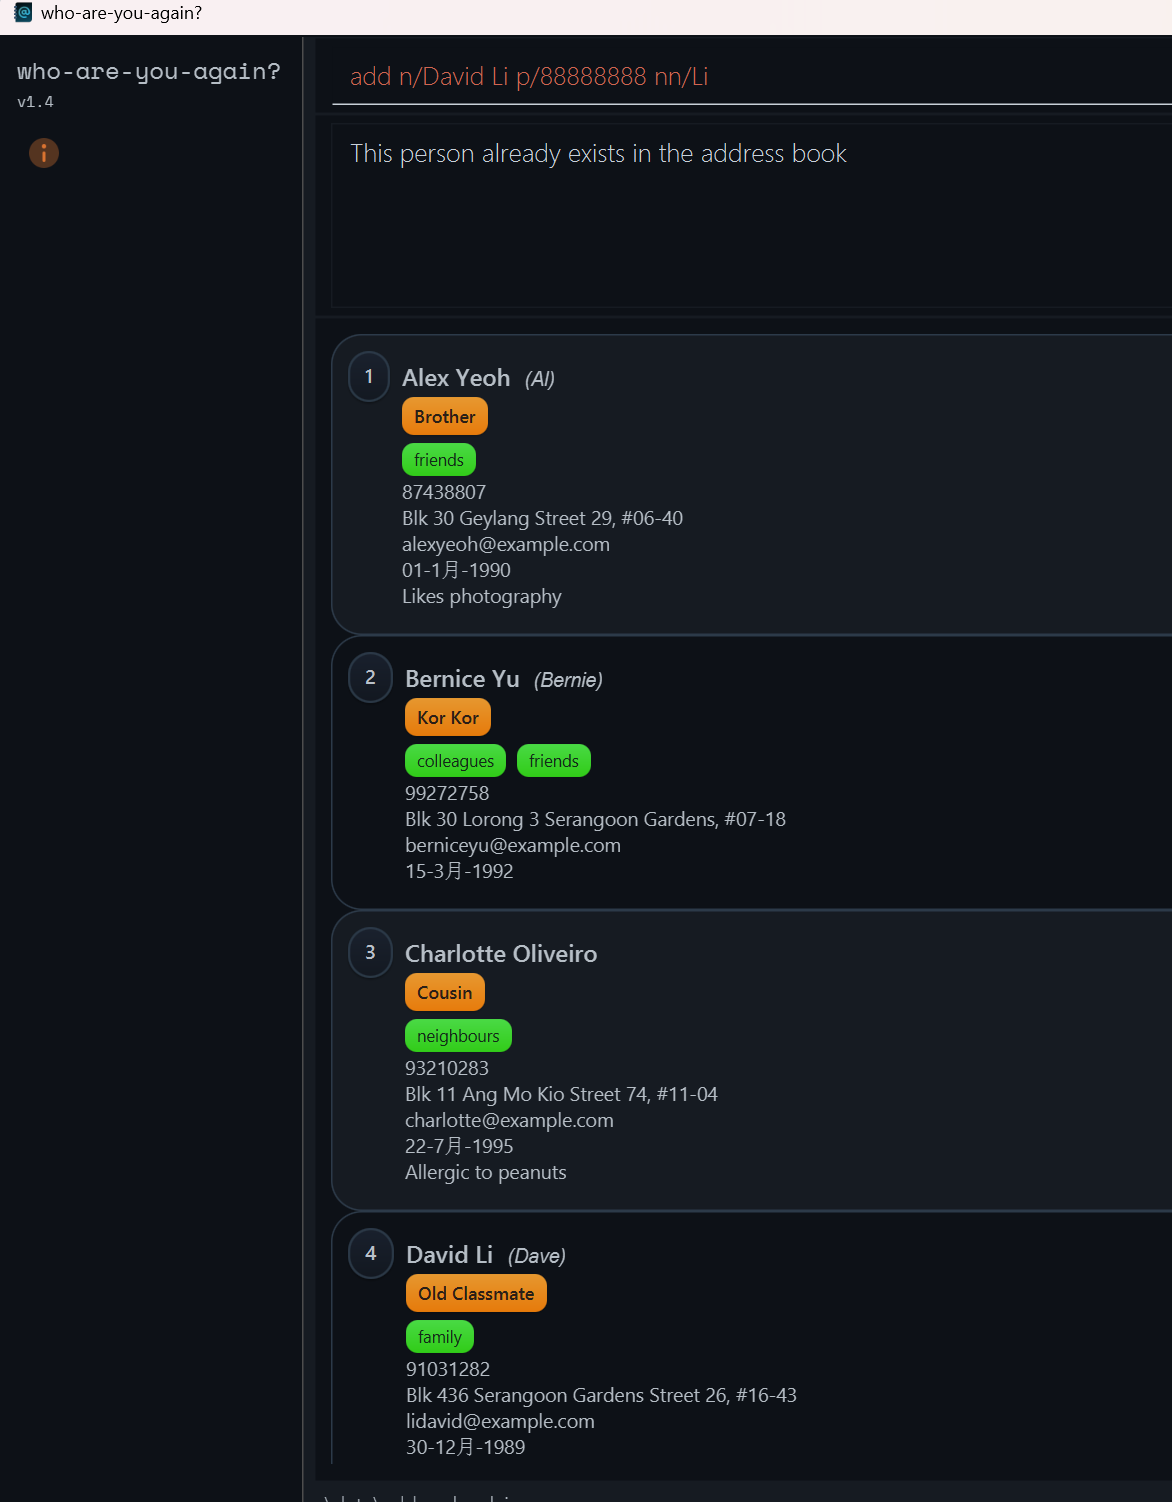 who-are-you-again?
who-are-you-again?
v1.4
add n/David Li p/88888888 nn/Li
This person already exists in the address book
1
Alex Yeoh (Al)
Brother
friends
87438807
Blk 30 Geylang Street 29, #06-40
alexyeoh@example.com
01-1月-1990
Likes photography
2
Bernice Yu (Bernie)
Kor Kor
colleagues friends
99272758
Blk 30 Lorong 3 Serangoon Gardens, #07-18
berniceyu@example.com
15-3月-1992
3
Charlotte Oliveiro
Cousin
neighbours
93210283
Blk 11 Ang Mo Kio Street 74, #11-04
charlotte@example.com
22-7月-1995
Allergic to peanuts
4
David Li (Dave)
Old Classmate
family
91031282
Blk 436 Serangoon Gardens Street 26, #16-43
lidavid@example.com
30-12月-1989